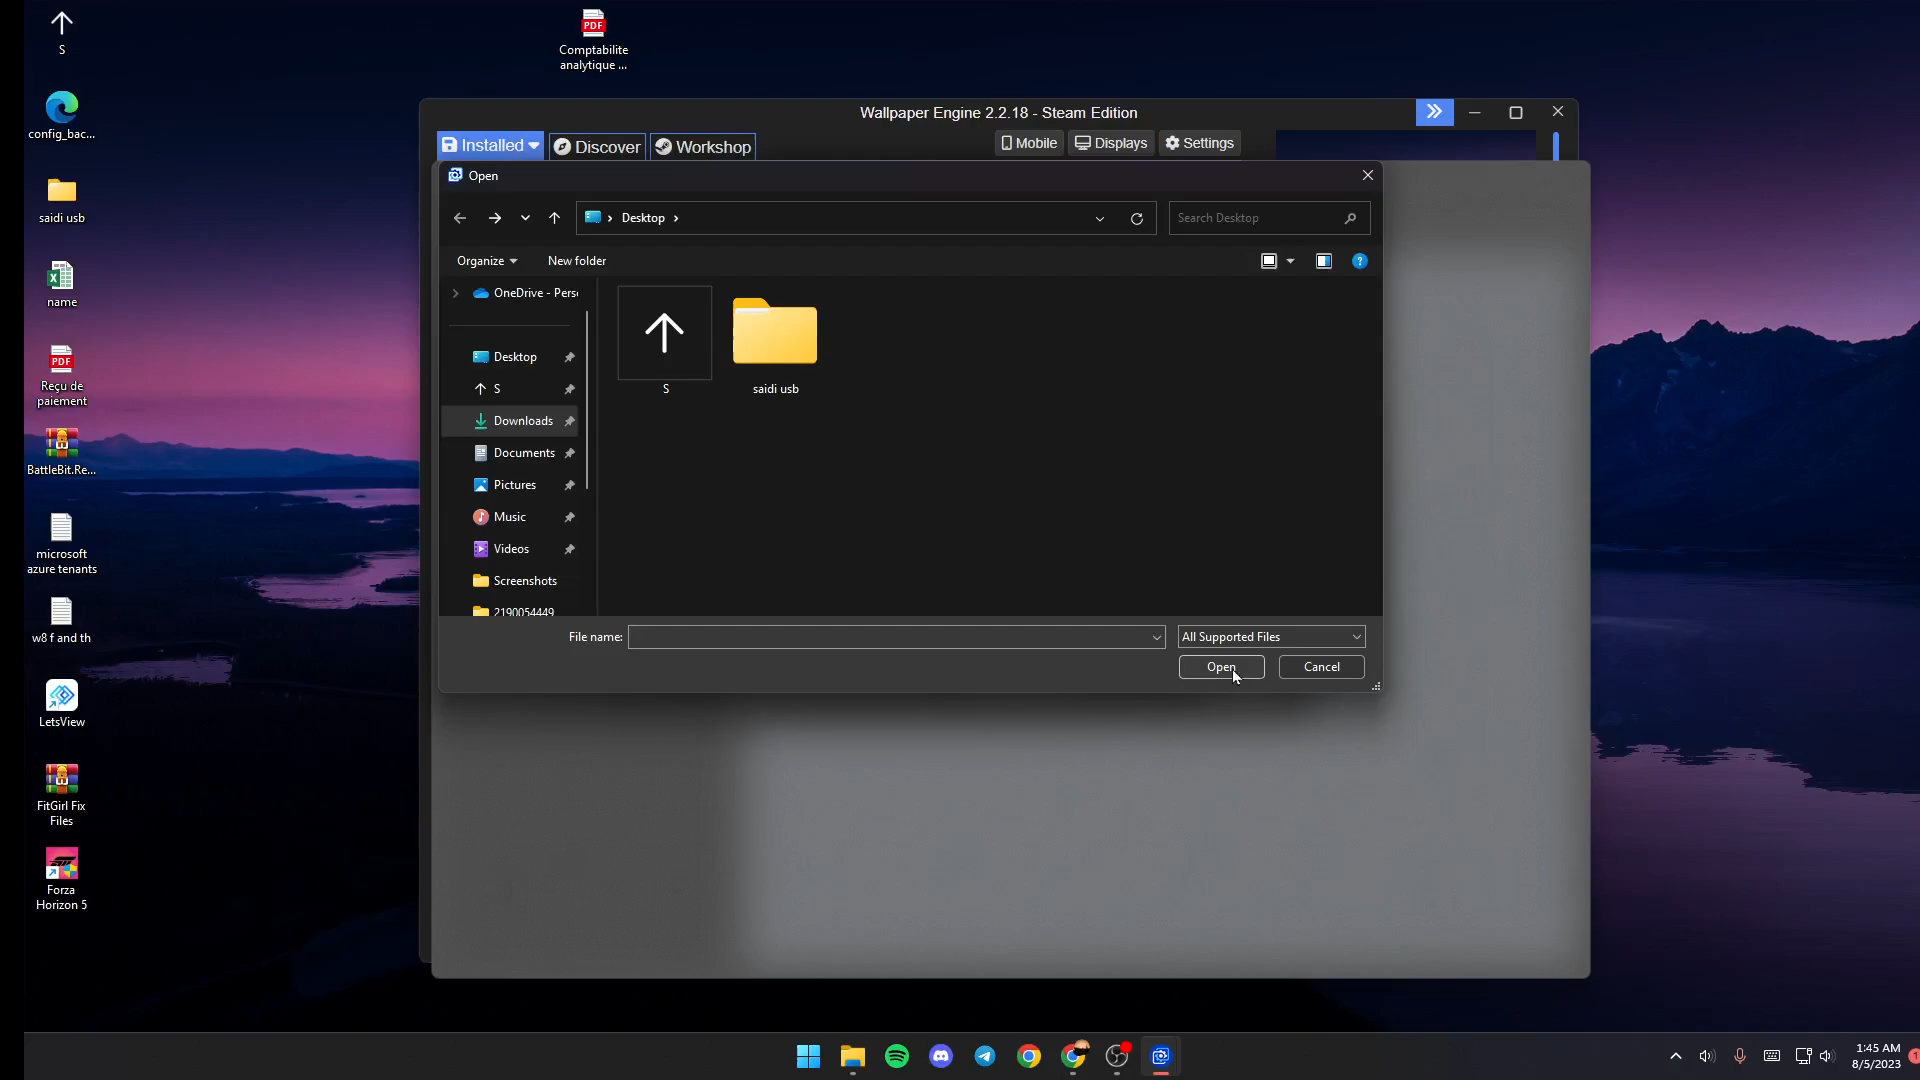 S
config_bac...
saidi usb
name
PDF
Reçu de
paiement
BattleBit.Re...
microsoft
azure tenants
w8 f and th
LetsView
FitGirl Fix
Files
Forza
Horizon 5
PDF
Comptabilite
analytique ...
Wallpaper Engine 2.2.18 - Steam Edition
Installed
Discover
Workshop
Mobile
Displays
Settings
Open
Desktop
Search Desktop
Organize
New folder
OneDrive - Pers
Desktop
S
Downloads
Documents
Pictures
Music
Videos
Screenshots
2190054449
S
saidi usb
File name:
All Supported Files
Open
Cancel
1:45 AM
8/5/2023